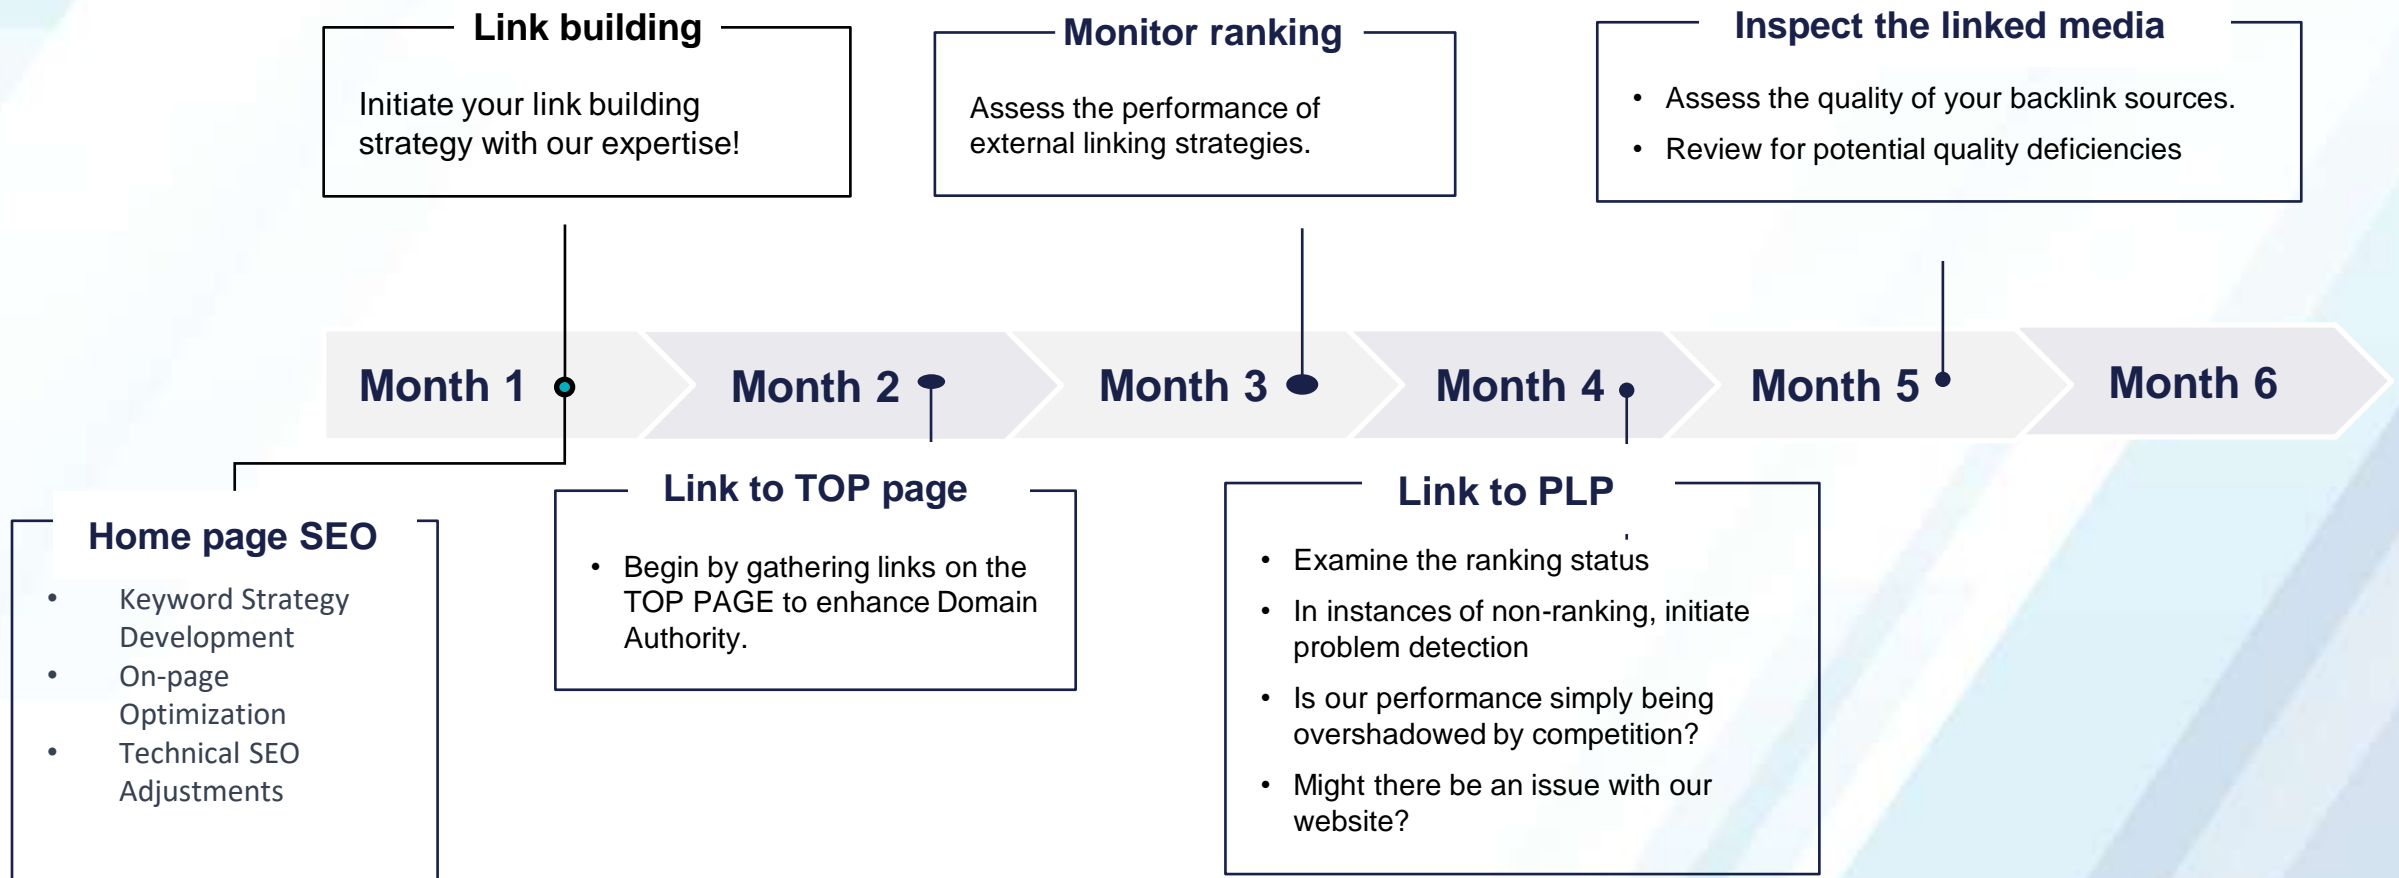 Link building
Initiate your link building
strategy with our expertise!
Monitor ranking
Assess the performance of
external linking strategies.
Inspect the linked media
• Assess the quality of your backlink sources.
• Review for potential quality deficiencies
Month 1
Month 2
Month 3
Month 4
Month 5
Month 6
Home page SEO
• Keyword Strategy
Development
• On-page
Optimization
• Technical SEO
Adjustments
Link to TOP page
• Begin by gathering links on the
TOP PAGE to enhance Domain
Authority.
Link to PLP
• Examine the ranking status
• In instances of non-ranking, initiate
problem detection
• Is our performance simply being
overshadowed by competition?
• Might there be an issue with our
website?